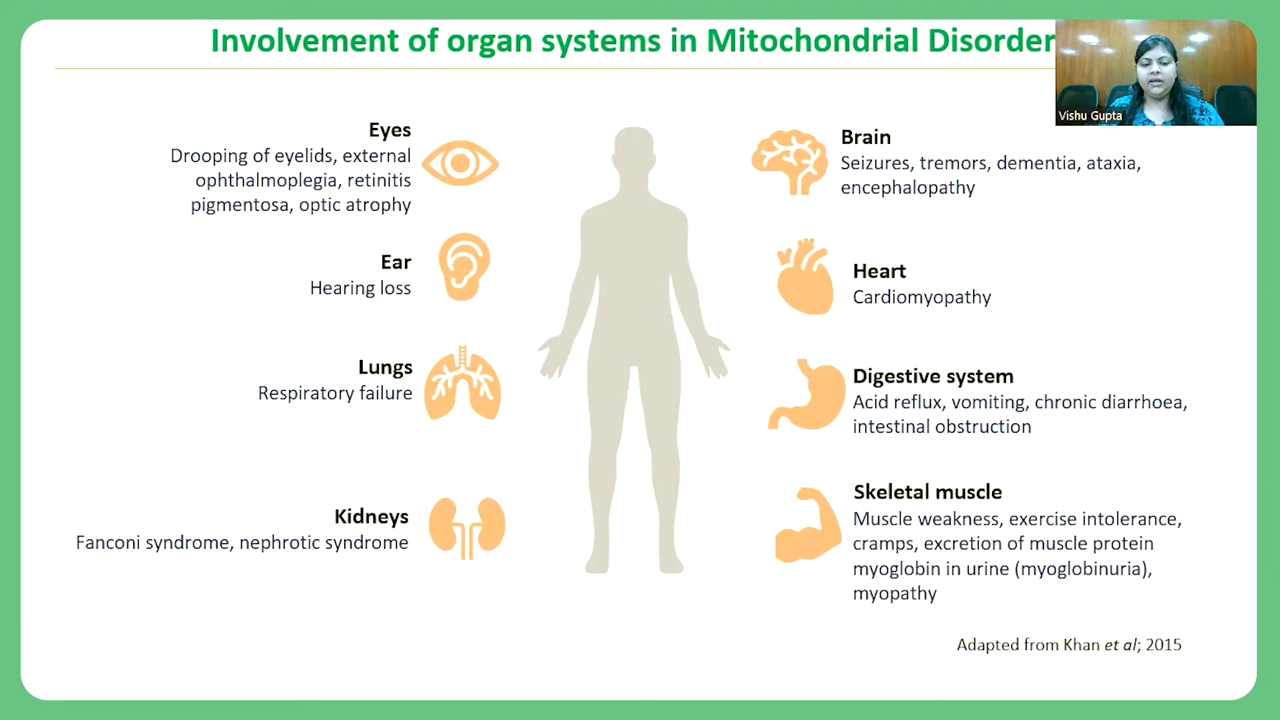 Involvement of organ systems in Mitochondrial Disorder
Vishu Gupta
Eyes
Drooping of eyelids, external
ophthalmoplegia, retinitis
pigmentosa, optic atrophy
Ear
Hearing loss
Lungs
Respiratory failure
Kidneys
Fanconi syndrome, nephrotic syndrome
Brain
Seizures, tremors, dementia, ataxia,
encephalopathy
Heart
Cardiomyopathy
Digestive system
Acid reflux, vomiting, chronic diarrhoea,
intestinal obstruction
Skeletal muscle
Muscle weakness, exercise intolerance,
cramps, excretion of muscle protein
myoglobin in urine (myoglobinuria),
myopathy
Adapted from Khan et al; 2015